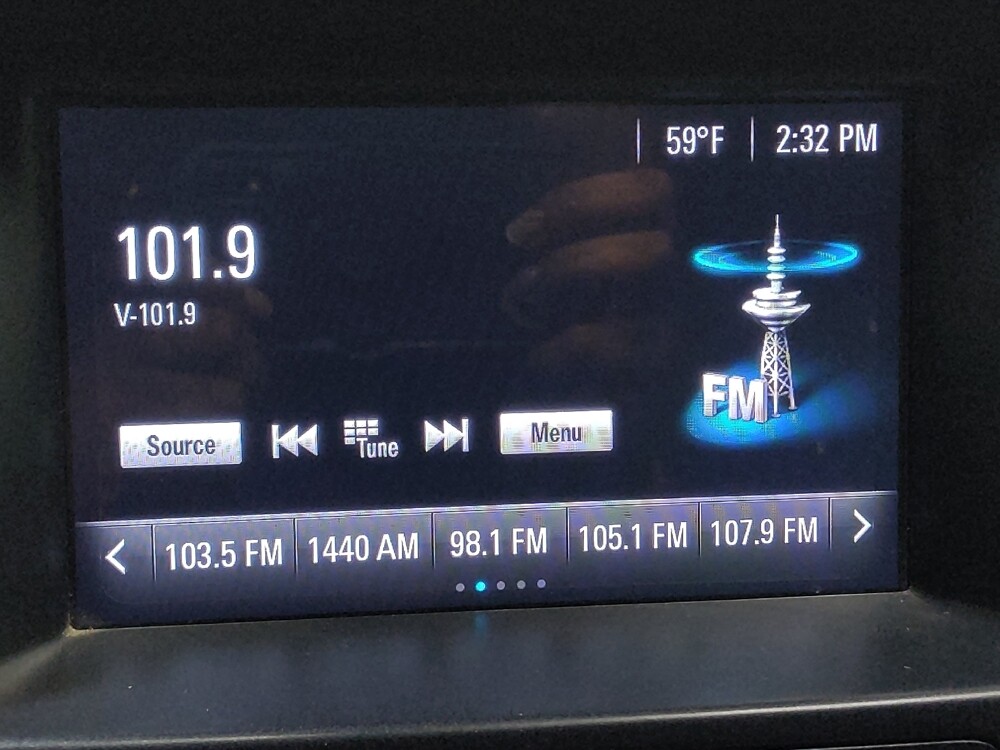 59°F 2:32 PM
101.9
V-101.9
FM
Source Tune Menu
103.5 FM 1440 AM 98.1 FM 105.1 FM 107.9 FM